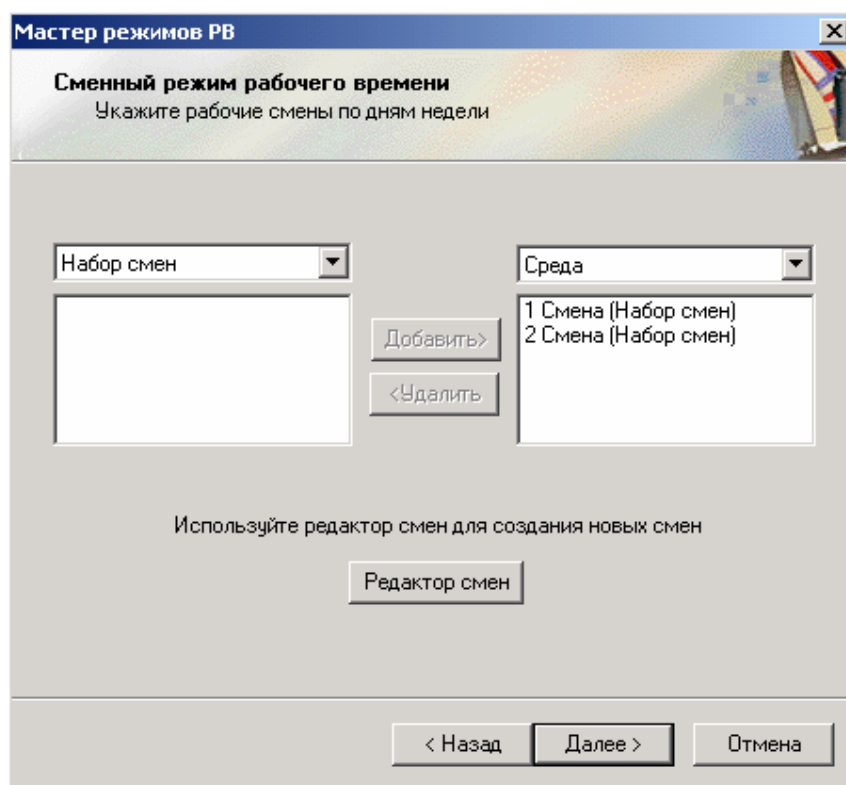 Мастер режимов РВ
Сменный режим рабочего времени
Укажите рабочие смены по дням недели
Набор смен
Среда
1 Смена (Набор смен)
2 Смена (Набор смен)
Добавить>
<Удалить
Используйте редактор смен для создания новых смен
Редактор смен
< Назад
Далее >
Отмена